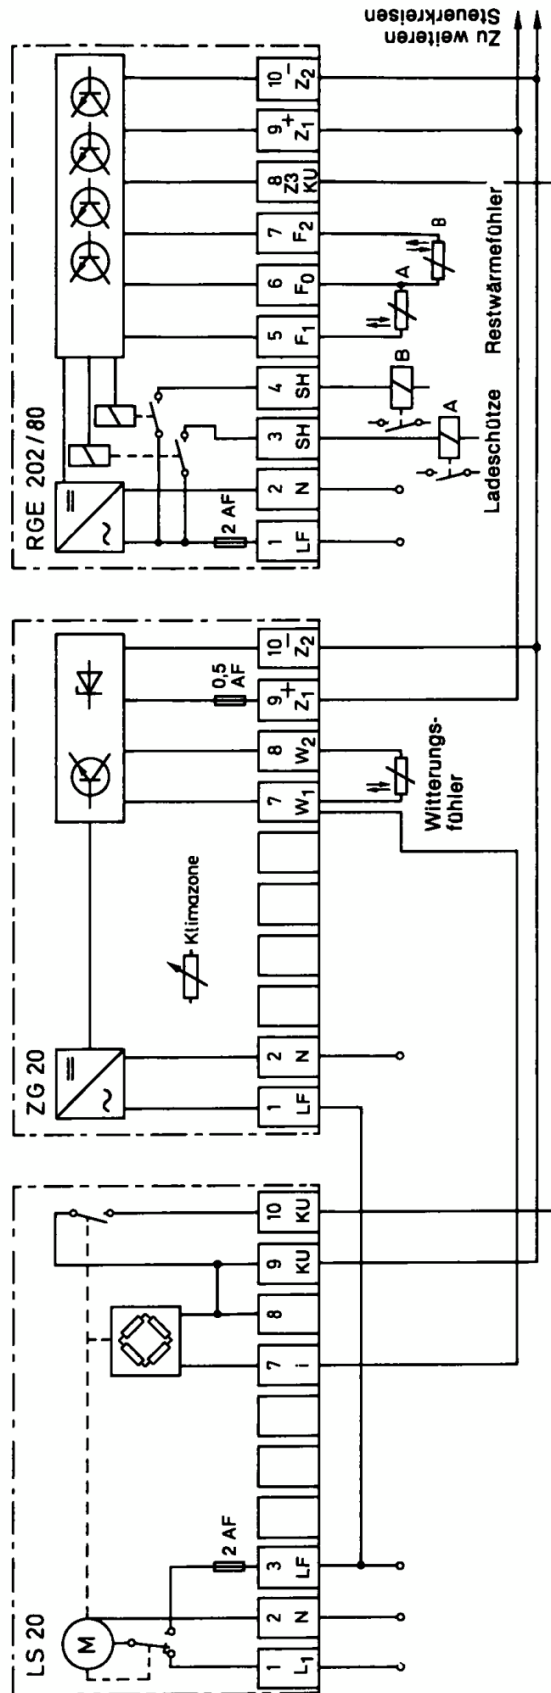 LS 20
M
2 AF
1
L1
2
N
3
LF
7
i
8
9
KU
10
KU
ZG 20
=
~
Klimazone
0,5
AF
1
LF
2
N
7
W1
8
W2
9 +
Z1
10 −
Z2
Witterungs-
fühler
RGE 202/80
=
~
2 AF
1
LF
2
N
3
SH
4
SH
5
F1
6
F0
7
F2
8
Z3
KU
9 +
Z1
10 −
Z2
A
B
A
B
Ladeschütze
Restwärmefühler
Zu weiteren
Steuerkreisen